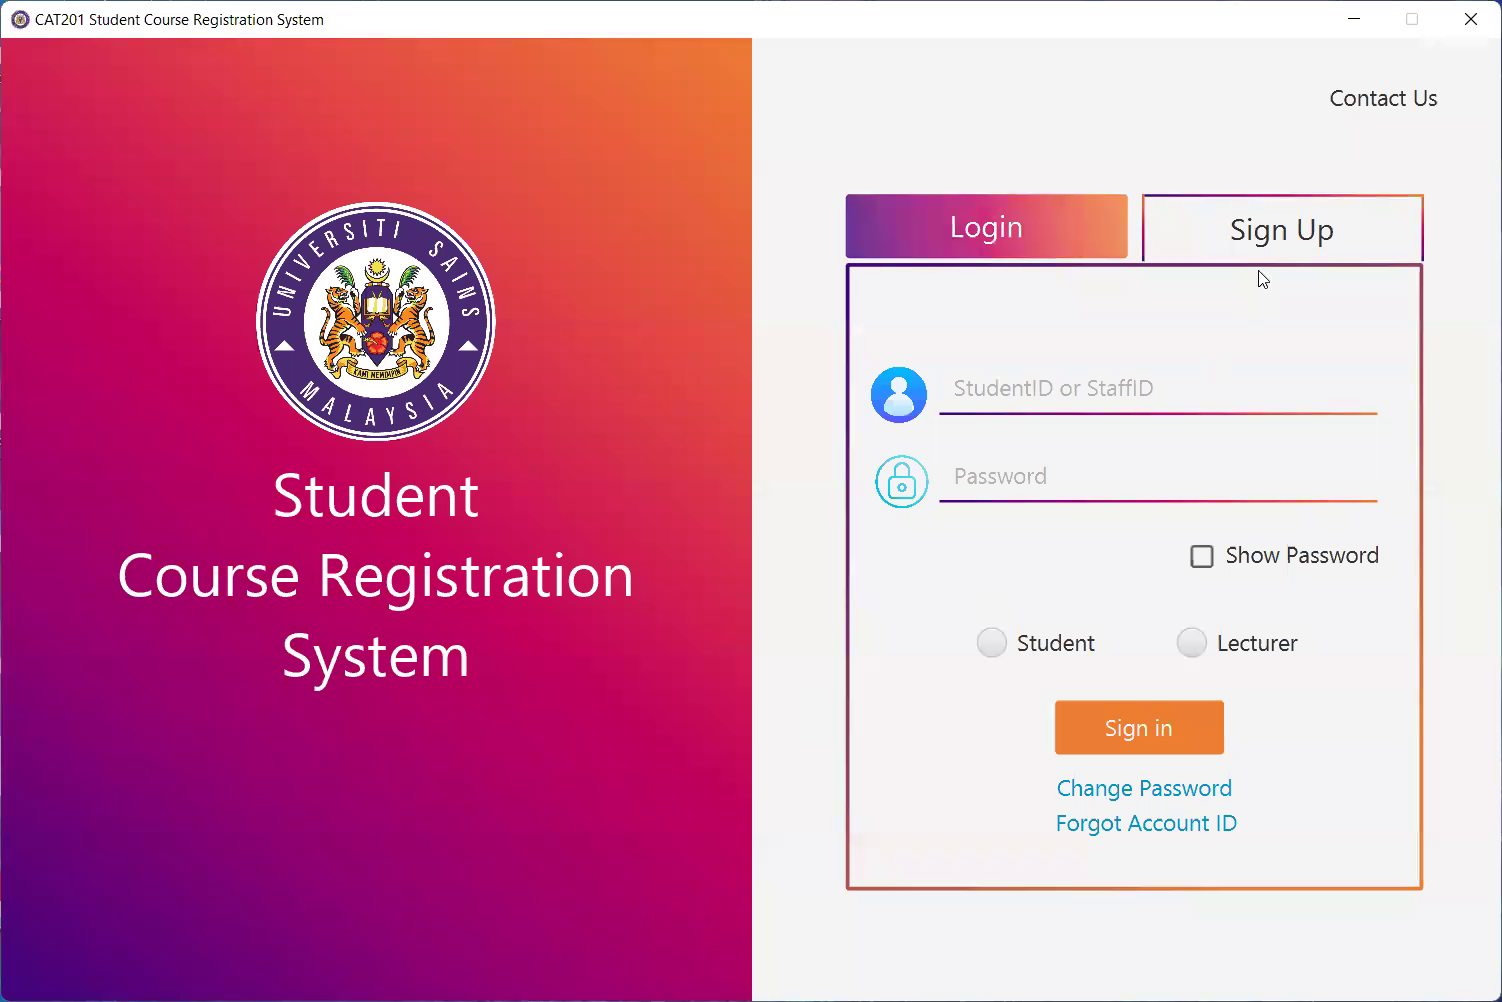 CAT201 Student Course Registration System
Contact Us
UNIVERSITI SAINS
MALAYSIA
KAMI MEMIMPIN
Student
Course Registration
System
Login
Sign Up
StudentID or StaffID
Password
Show Password
Student
Lecturer
Sign in
Change Password
Forgot Account ID